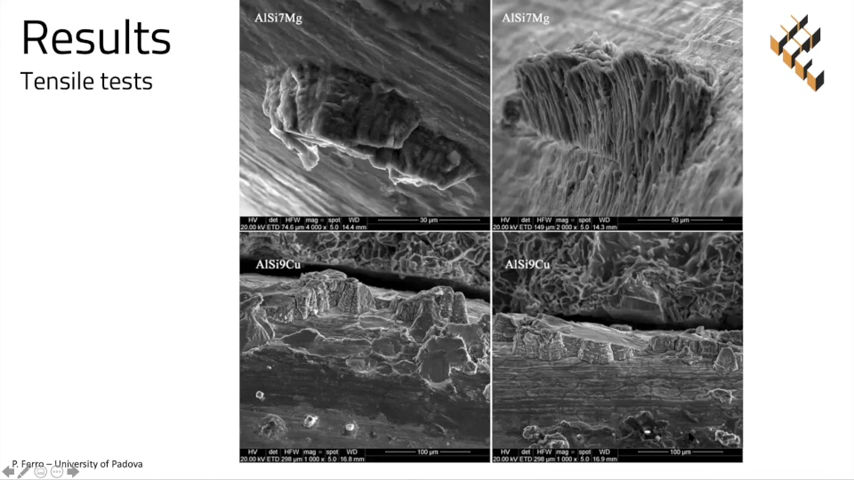 Results
Tensile tests
AlSi7Mg
AlSi7Mg
HV det HFW mag spot WD 30 µm
20.00 kV ETD 74.6 µm 4 000 x 5.0 14.4 mm
HV det HFW mag spot WD 50 µm
20.00 kV ETD 149 µm 2 000 x 5.0 14.3 mm
AlSi9Cu
AlSi9Cu
HV det HFW mag spot WD 100 µm
20.00 kV ETD 298 µm 1 000 x 5.0 16.8 mm
HV det HFW mag spot WD 100 µm
20.00 kV ETD 298 µm 1 000 x 5.0 16.9 mm
P. Ferro – University of Padova